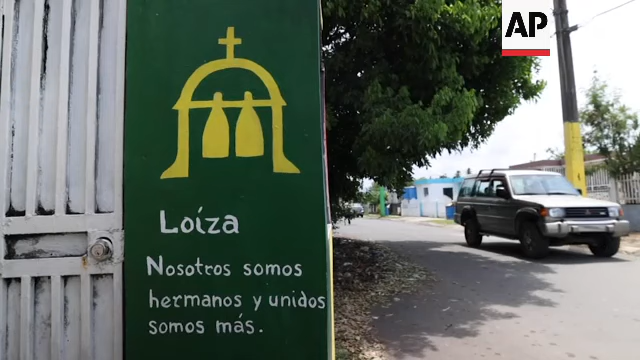 AP
Loíza
Nosotros somos
hermanos y unidos
somos más.